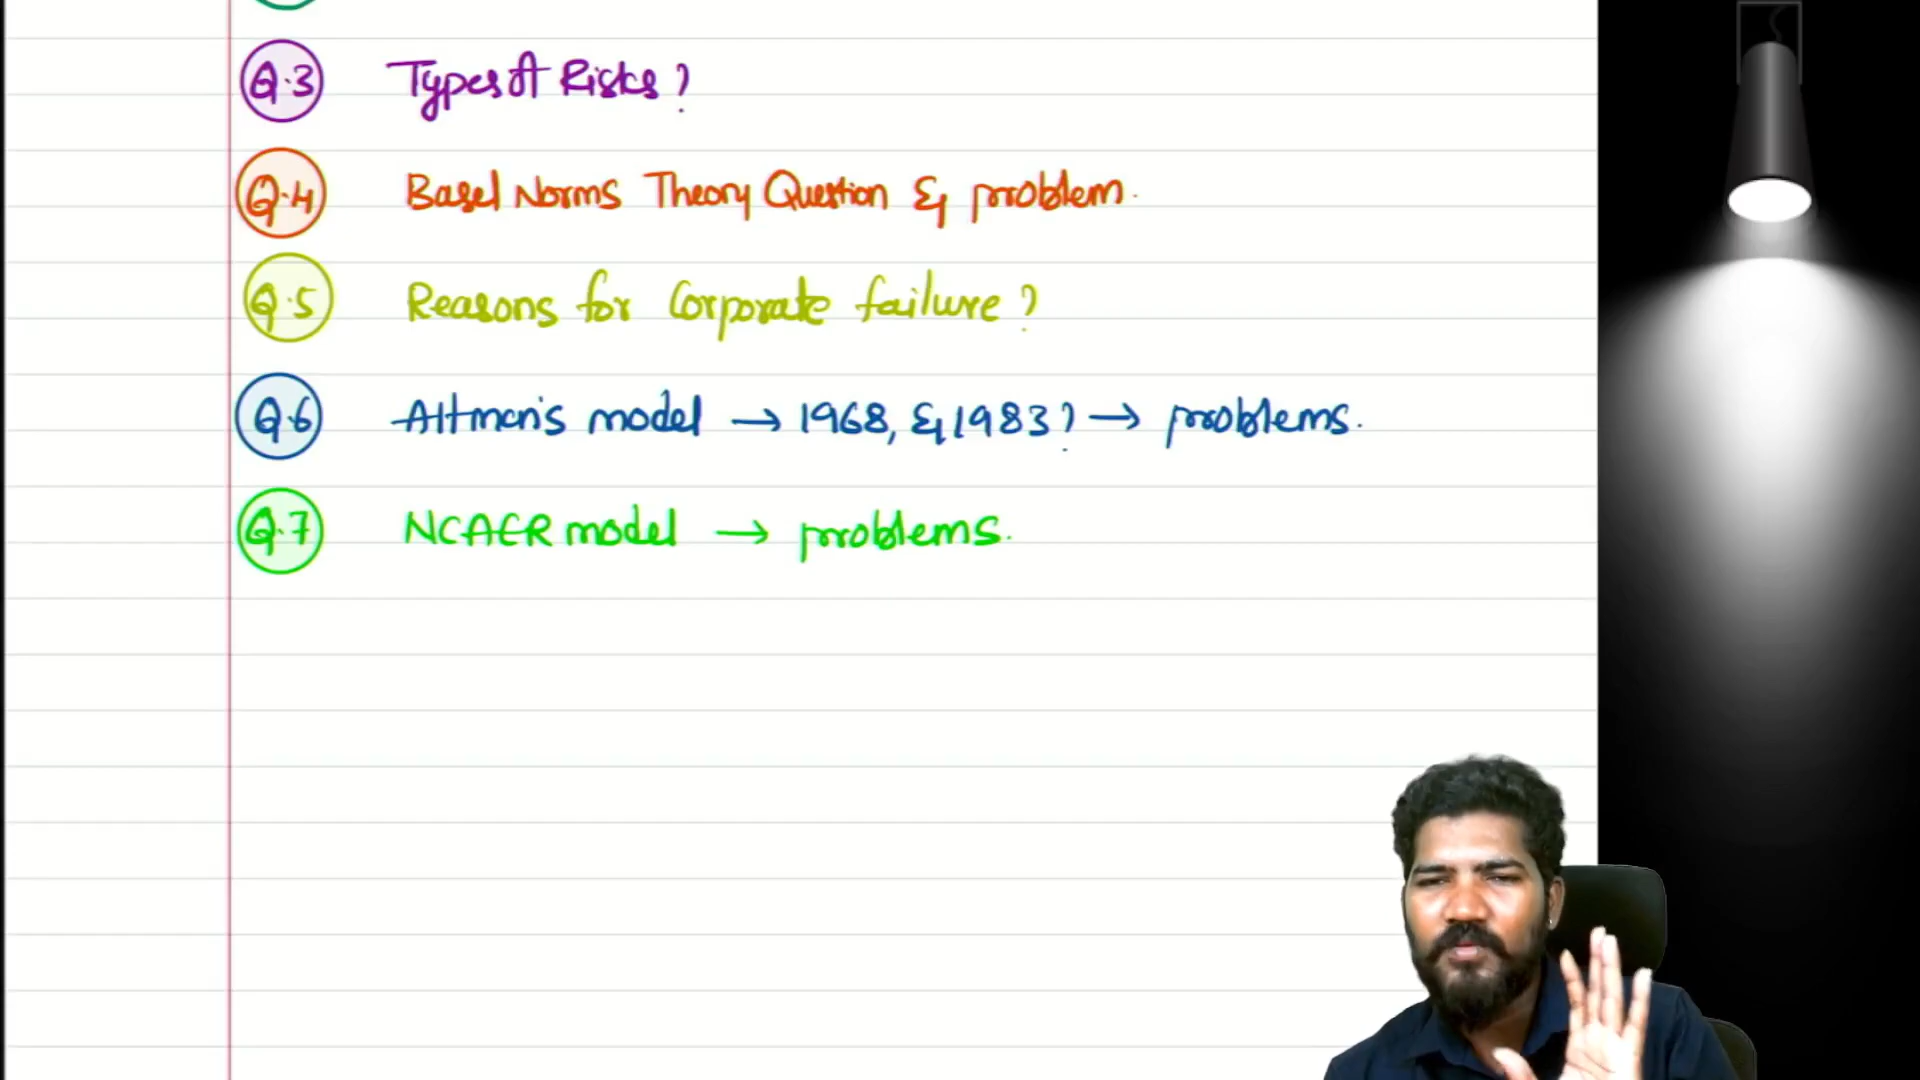 Q.3 Types of Risks?
Q.4 Basel Norms Theory Question & problem.
Q.5 Reasons for Corporate failure?
Q.6 Altman's model → 1968, & 1983? → problems.
Q.7 NCAER model → problems.